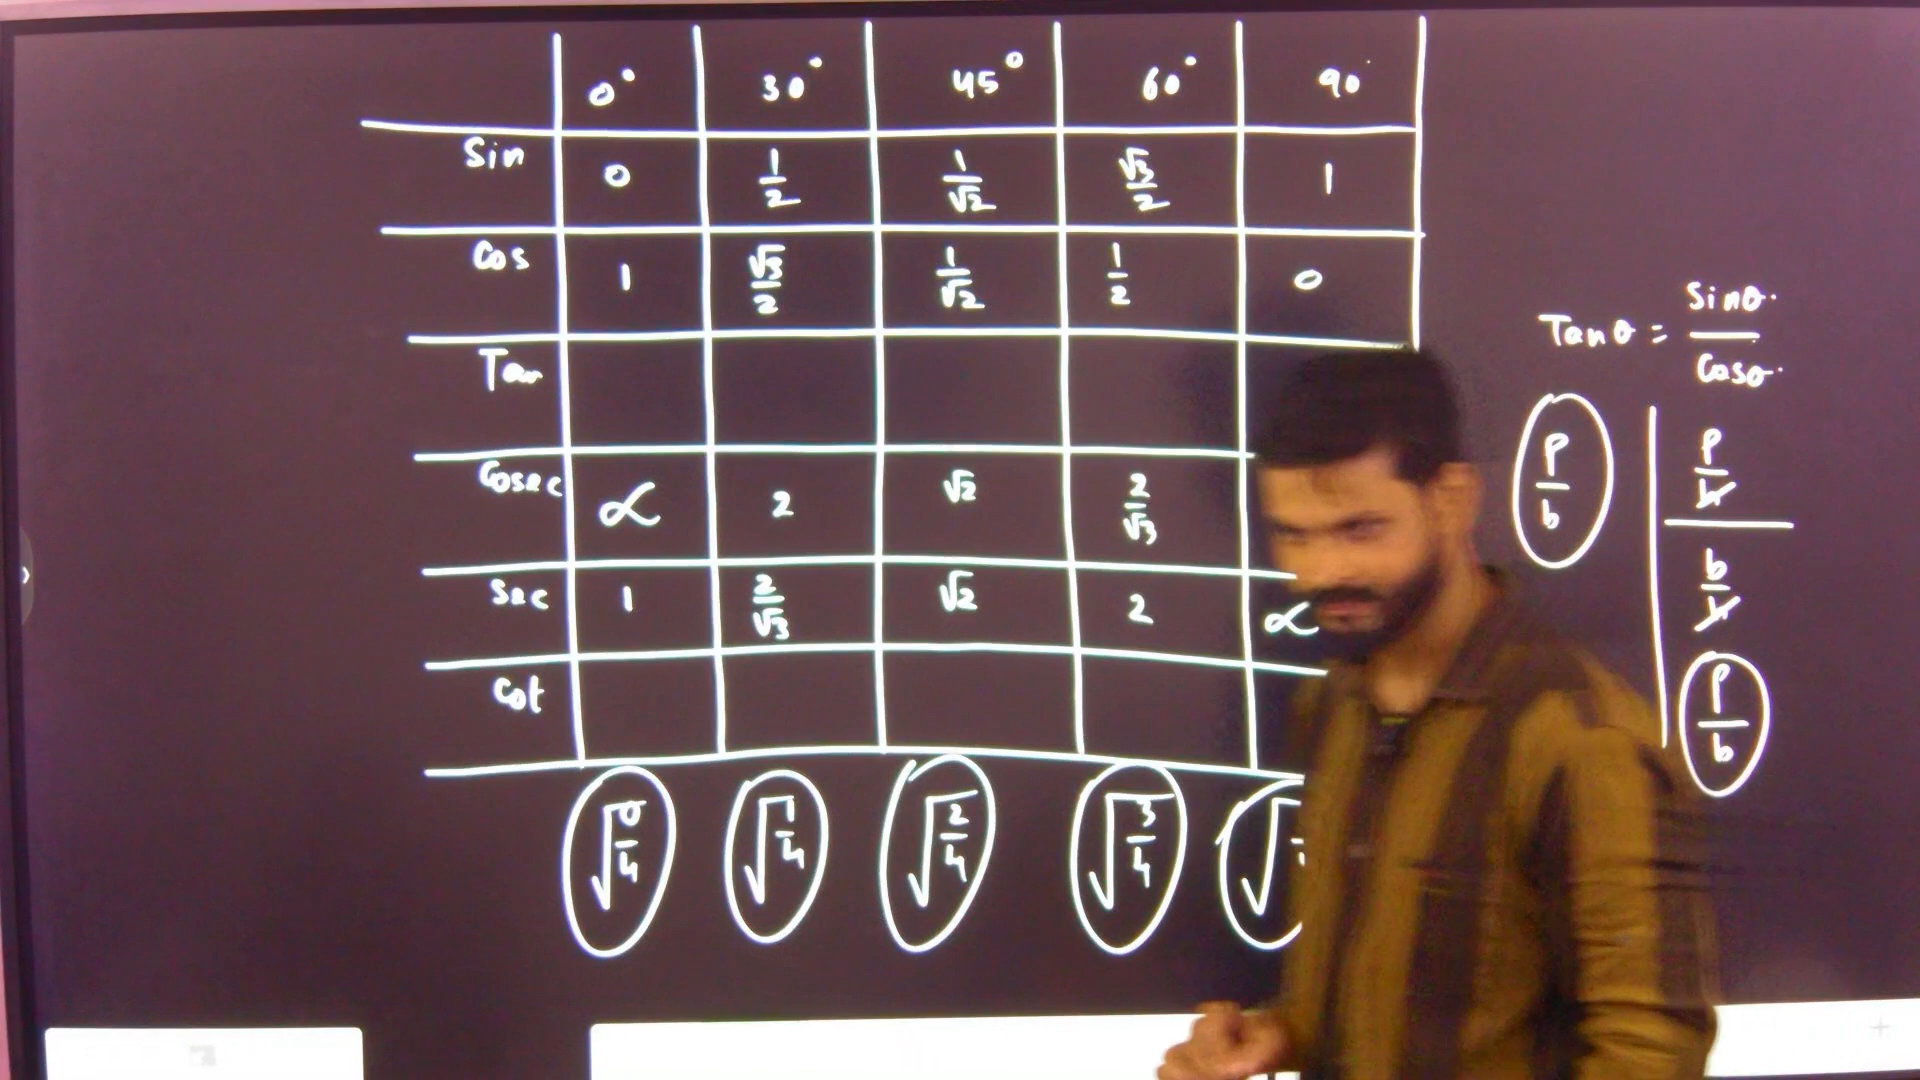 0° 30° 45° 60° 90°
Sin 0 1/2 1/√2 √3/2 1
Cos 1 √3/2 1/√2 1/2 0
Tan
Cosec ∝ 2 √2 2/√3
Sec 1 2/√3 √2 2 ∝
Cot
√0/4 √1/4 √2/4 √3/4 √
Tanθ = Sinθ/Cosθ
P/b
P/h
b/h
P/b